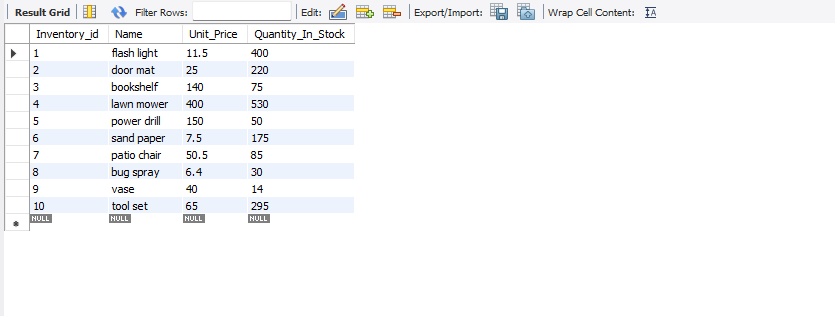 Result Grid Filter Rows: Edit: Export/Import: Wrap Cell Content: IA
Inventory_id Name Unit_Price Quantity_In_Stock
1 flash light 11.5 400
2 door mat 25 220
3 bookshelf 140 75
4 lawn mower 400 530
5 power drill 150 50
6 sand paper 7.5 175
7 patio chair 50.5 85
8 bug spray 6.4 30
9 vase 40 14
10 tool set 65 295
NULL NULL NULL NULL